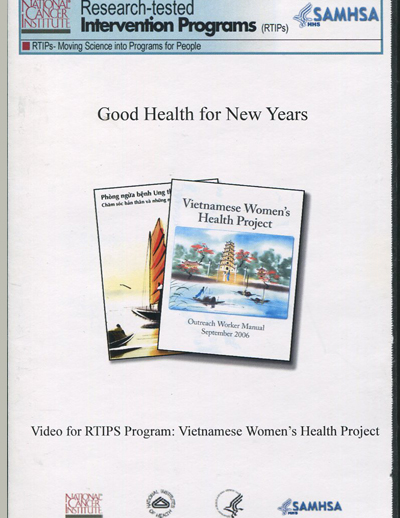 NATIONAL
CANCER
INSTITUTE
Research-tested
Intervention Programs (RTIPs)
HHS
SAMHSA
RTIPs- Moving Science into Programs for People
Good Health for New Years
Phòng ngừa bệnh Ung
Chăm sóc bản thân và những
Vietnamese Women's
Health Project
Outreach Worker Manual
September 2006
Video for RTIPS Program: Vietnamese Women's Health Project
NATIONAL
CANCER
INSTITUTE
SAMHSA